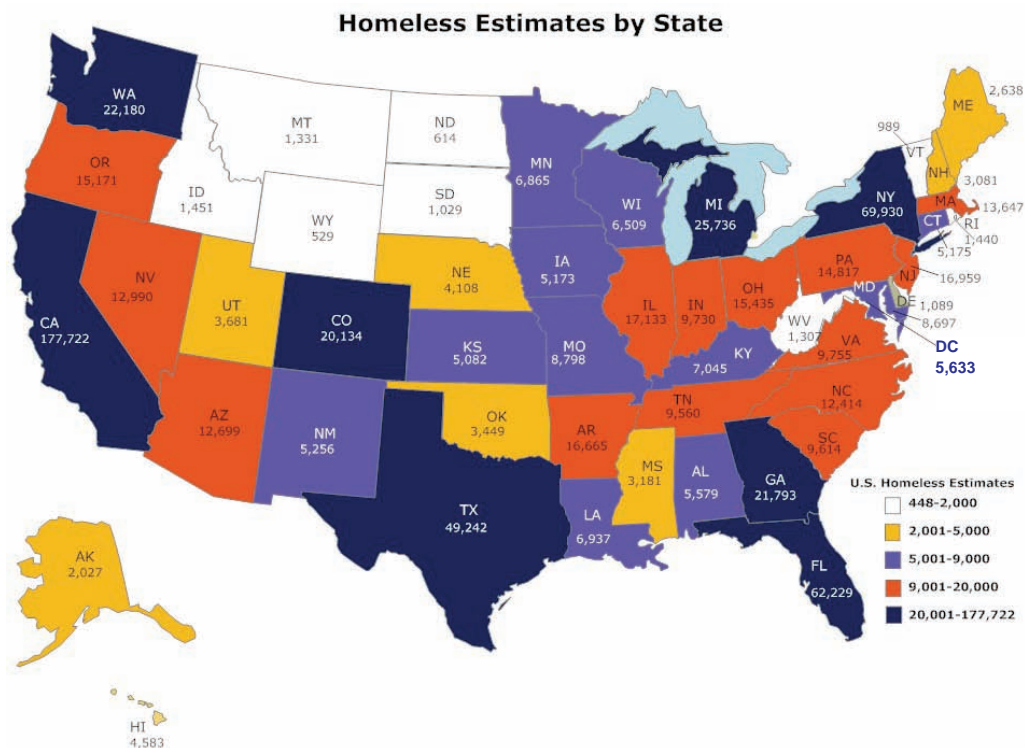 Homeless Estimates by State
WA
22,180
MT
1,331
ND
614
MN
6,865
ME
2,638
989
VT
OR
15,171
ID
1,451
SD
1,029
WI
6,509
MI
25,736
NY
69,930
NH
3,081
MA
13,647
WY
529
CT
RI
1,440
5,175
IA
5,173
NE
4,108
PA
14,817
NJ
16,959
NV
12,990
UT
3,681
IL
17,133
IN
9,730
OH
15,435
MD
DE
1,089
8,697
CA
177,722
CO
20,134
WV
1,307
KS
5,082
MO
8,798
KY
7,045
VA
9,755
DC
5,633
AZ
12,699
NM
5,256
OK
3,449
AR
16,665
TN
9,560
NC
12,414
SC
9,614
MS
3,181
AL
5,579
GA
21,793
TX
49,242
LA
6,937
FL
62,229
AK
2,027
HI
4,583
U.S. Homeless Estimates
448-2,000
2,001-5,000
5,001-9,000
9,001-20,000
20,001-177,722